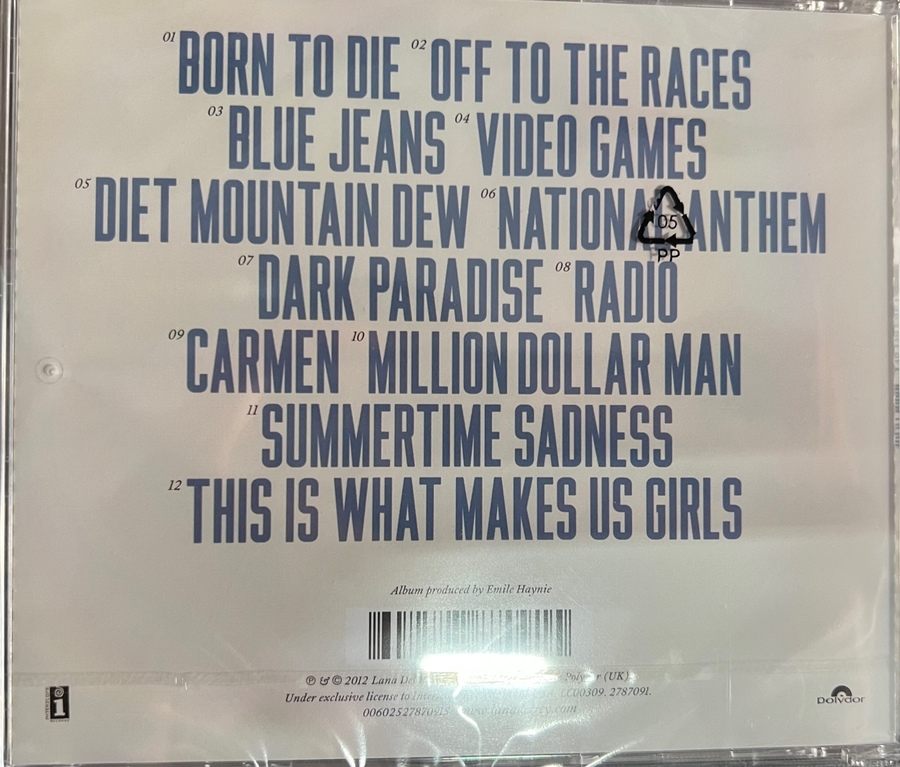 01 BORN TO DIE 02 OFF TO THE RACES
03 BLUE JEANS 04 VIDEO GAMES
05 DIET MOUNTAIN DEW 06 NATIONAL ANTHEM
05
PP
07 DARK PARADISE 08 RADIO
09 CARMEN 10 MILLION DOLLAR MAN
11 SUMMERTIME SADNESS
12 THIS IS WHAT MAKES US GIRLS
Album produced by Emile Haynie
℗ & © 2012 Lana (UK)
Under exclusive license to LC00309. 2787091.
polydor